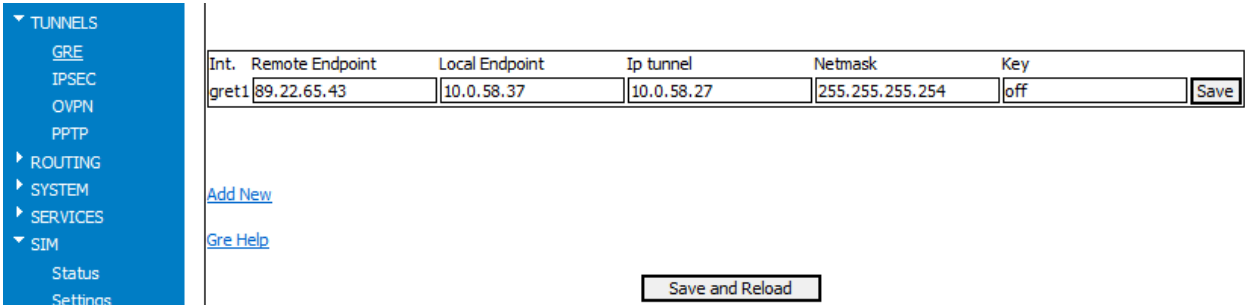 TUNNELS
GRE
IPSEC
OVPN
PPTP
ROUTING
SYSTEM
SERVICES
SIM
Status
Settings
Int. Remote Endpoint Local Endpoint Ip tunnel Netmask Key
gret1 89.22.65.43 10.0.58.37 10.0.58.27 255.255.255.254 off Save
Add New
Gre Help
Save and Reload